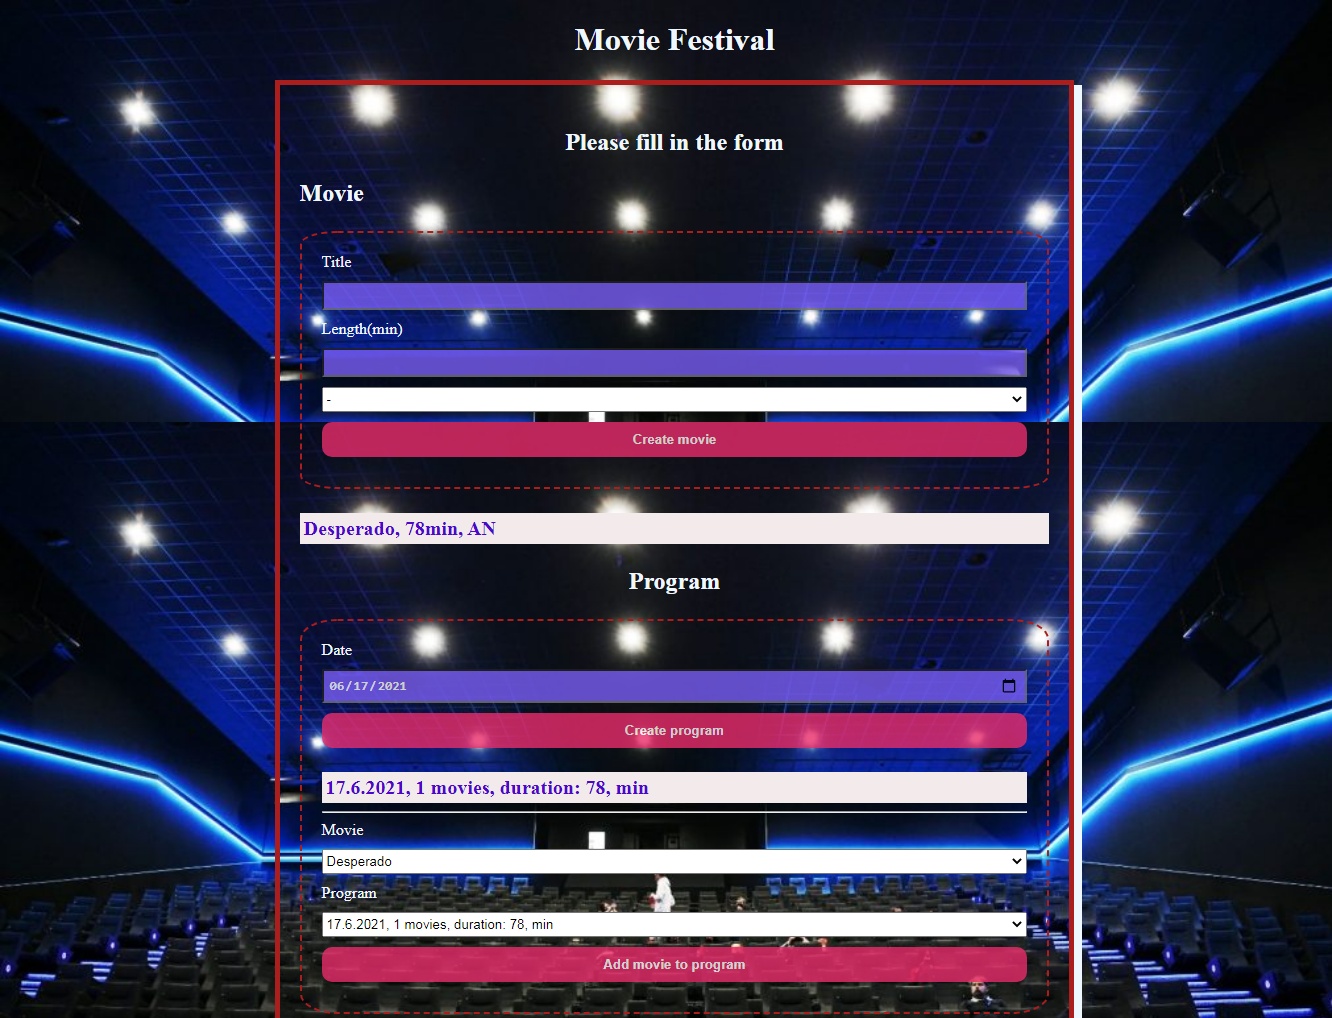 Movie Festival
Please fill in the form
Movie
Title
Length(min)
-
Create movie
Desperado, 78min, AN
Program
Date
06/17/2021
Create program
17.6.2021, 1 movies, duration: 78, min
Movie
Desperado
Program
17.6.2021, 1 movies, duration: 78, min
Add movie to program